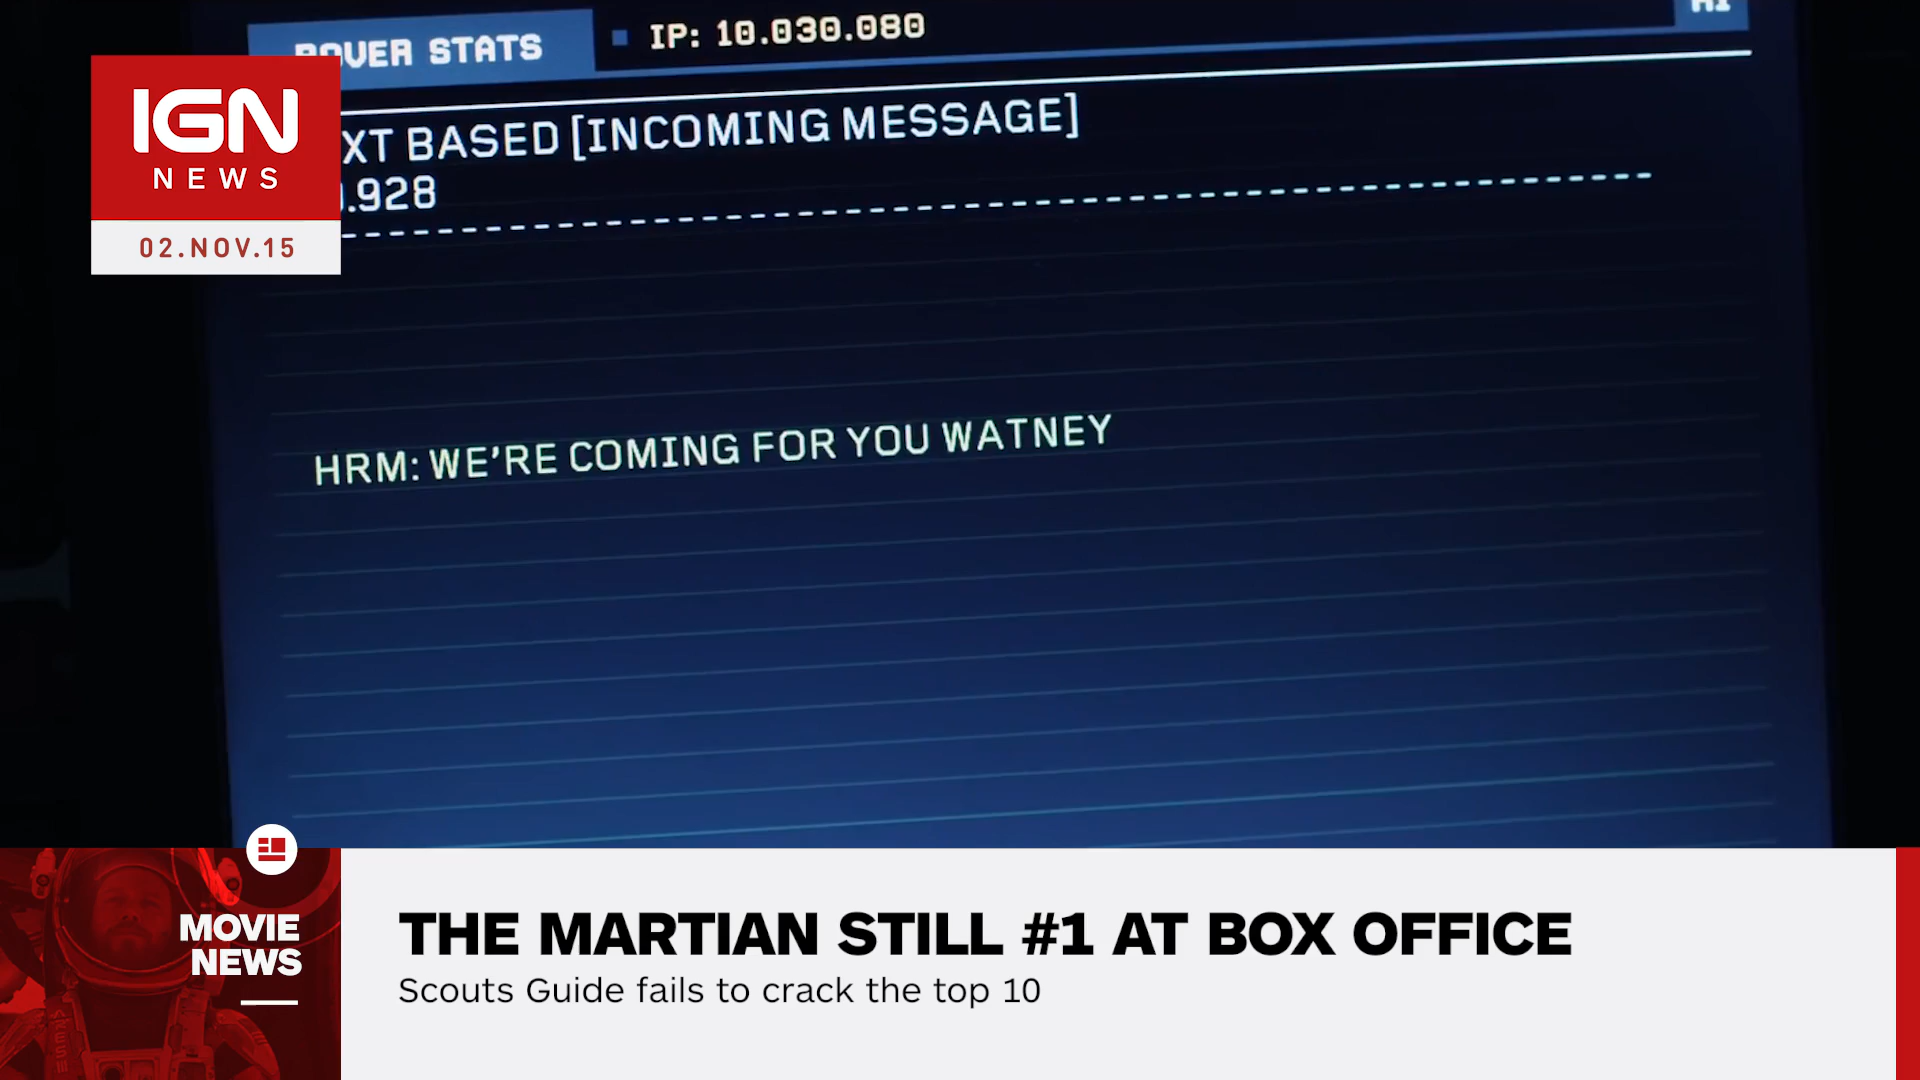 STATS
IP: 10.030.080
BASED [INCOMING MESSAGE]
.928
HRM: WE'RE COMING FOR YOU WATNEY
IGN
NEWS
02.NOV.15
MOVIE
NEWS
THE MARTIAN STILL #1 AT BOX OFFICE
Scouts Guide fails to crack the top 10